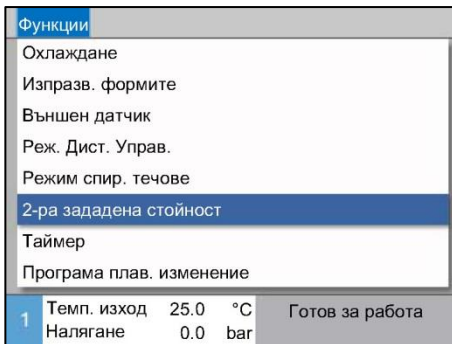 Функции
Охлаждане
Изпразв. формите
Външен датчик
Реж. Дист. Управ.
Режим спир. течове
2-ра зададена стойност
Таймер
Програма плав. изменение
1 Темп. изход 25.0 °C Готов за работа
Налягане 0.0 bar